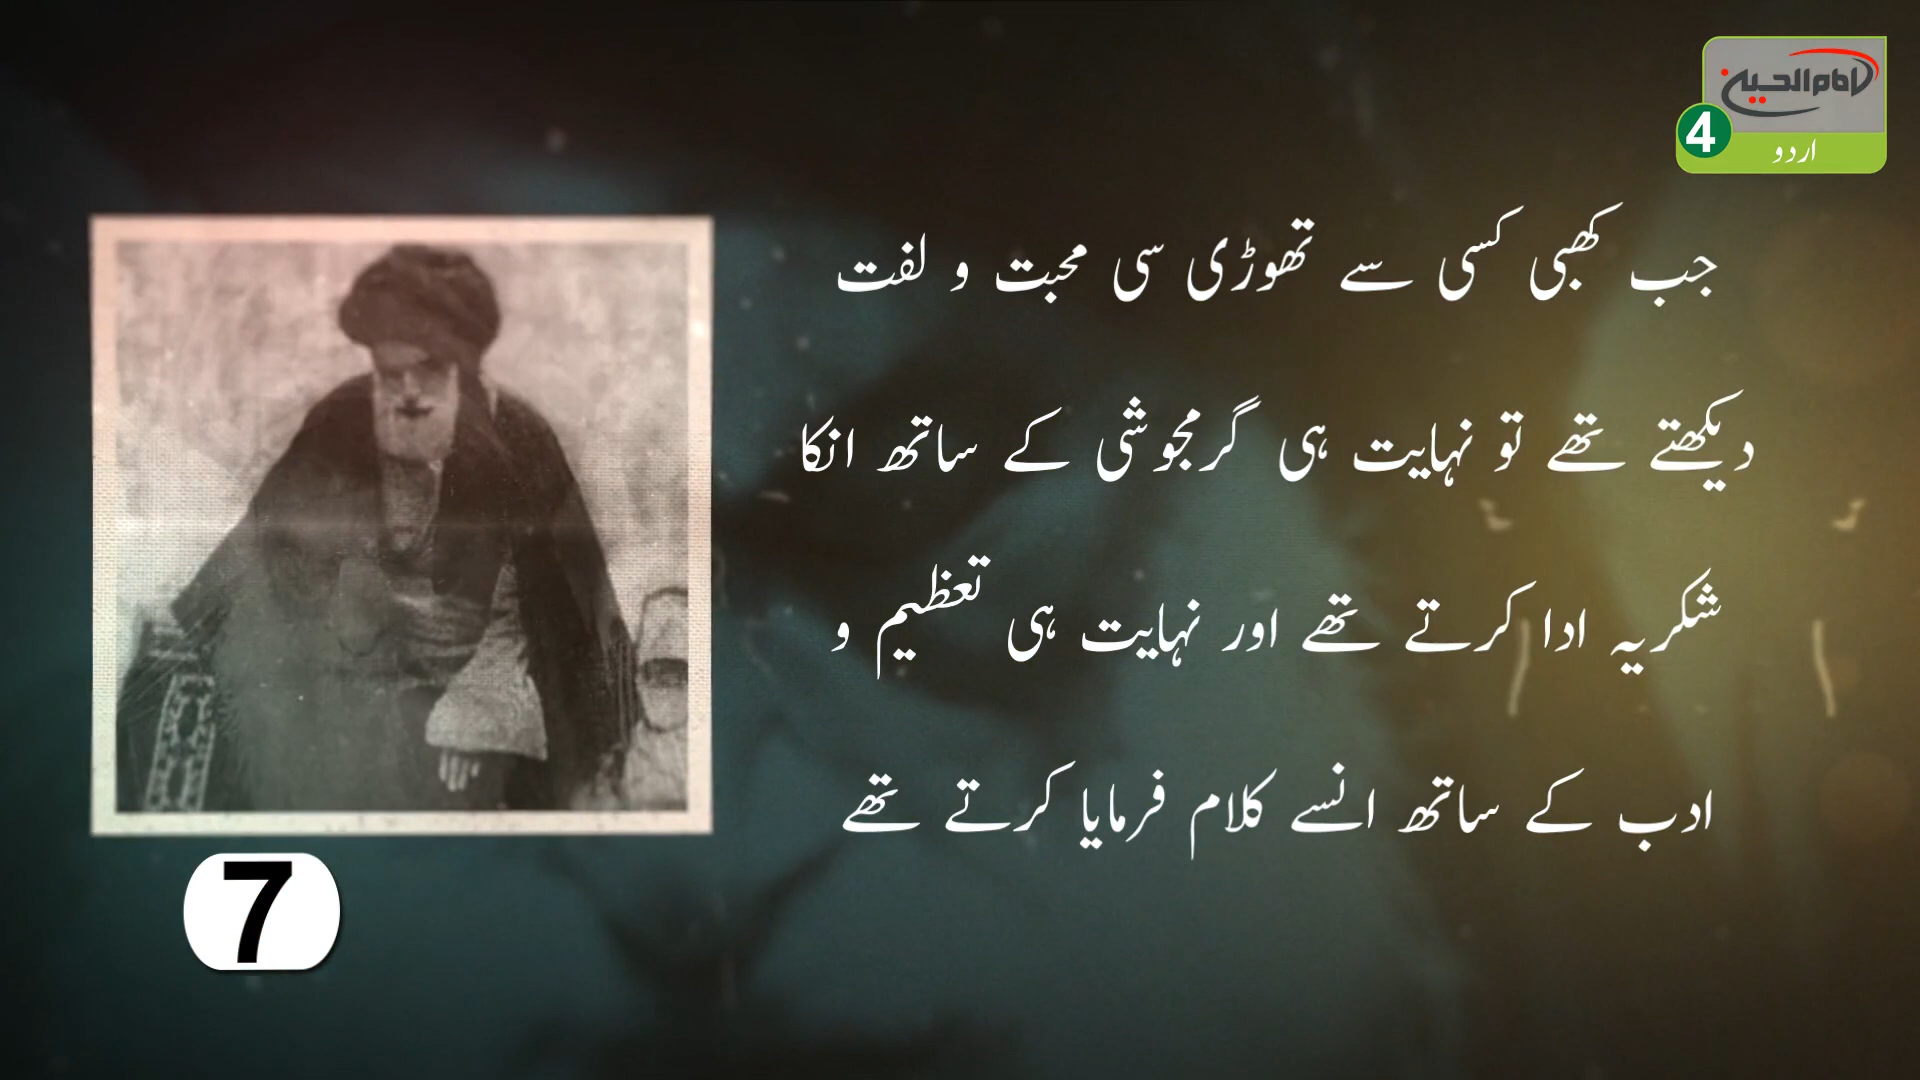 امام الحسین
4
اردو
جب کھبی کسی سے تھوڑی سی محبت و لفت
دیکھتے تھے تو نہایت ہی گرمجوشی کے ساتھ انکا
شکریہ ادا کرتے تھے اور نہایت ہی تعظیم و
ادب کے ساتھ انسے کلام فرمایا کرتے تھے
7